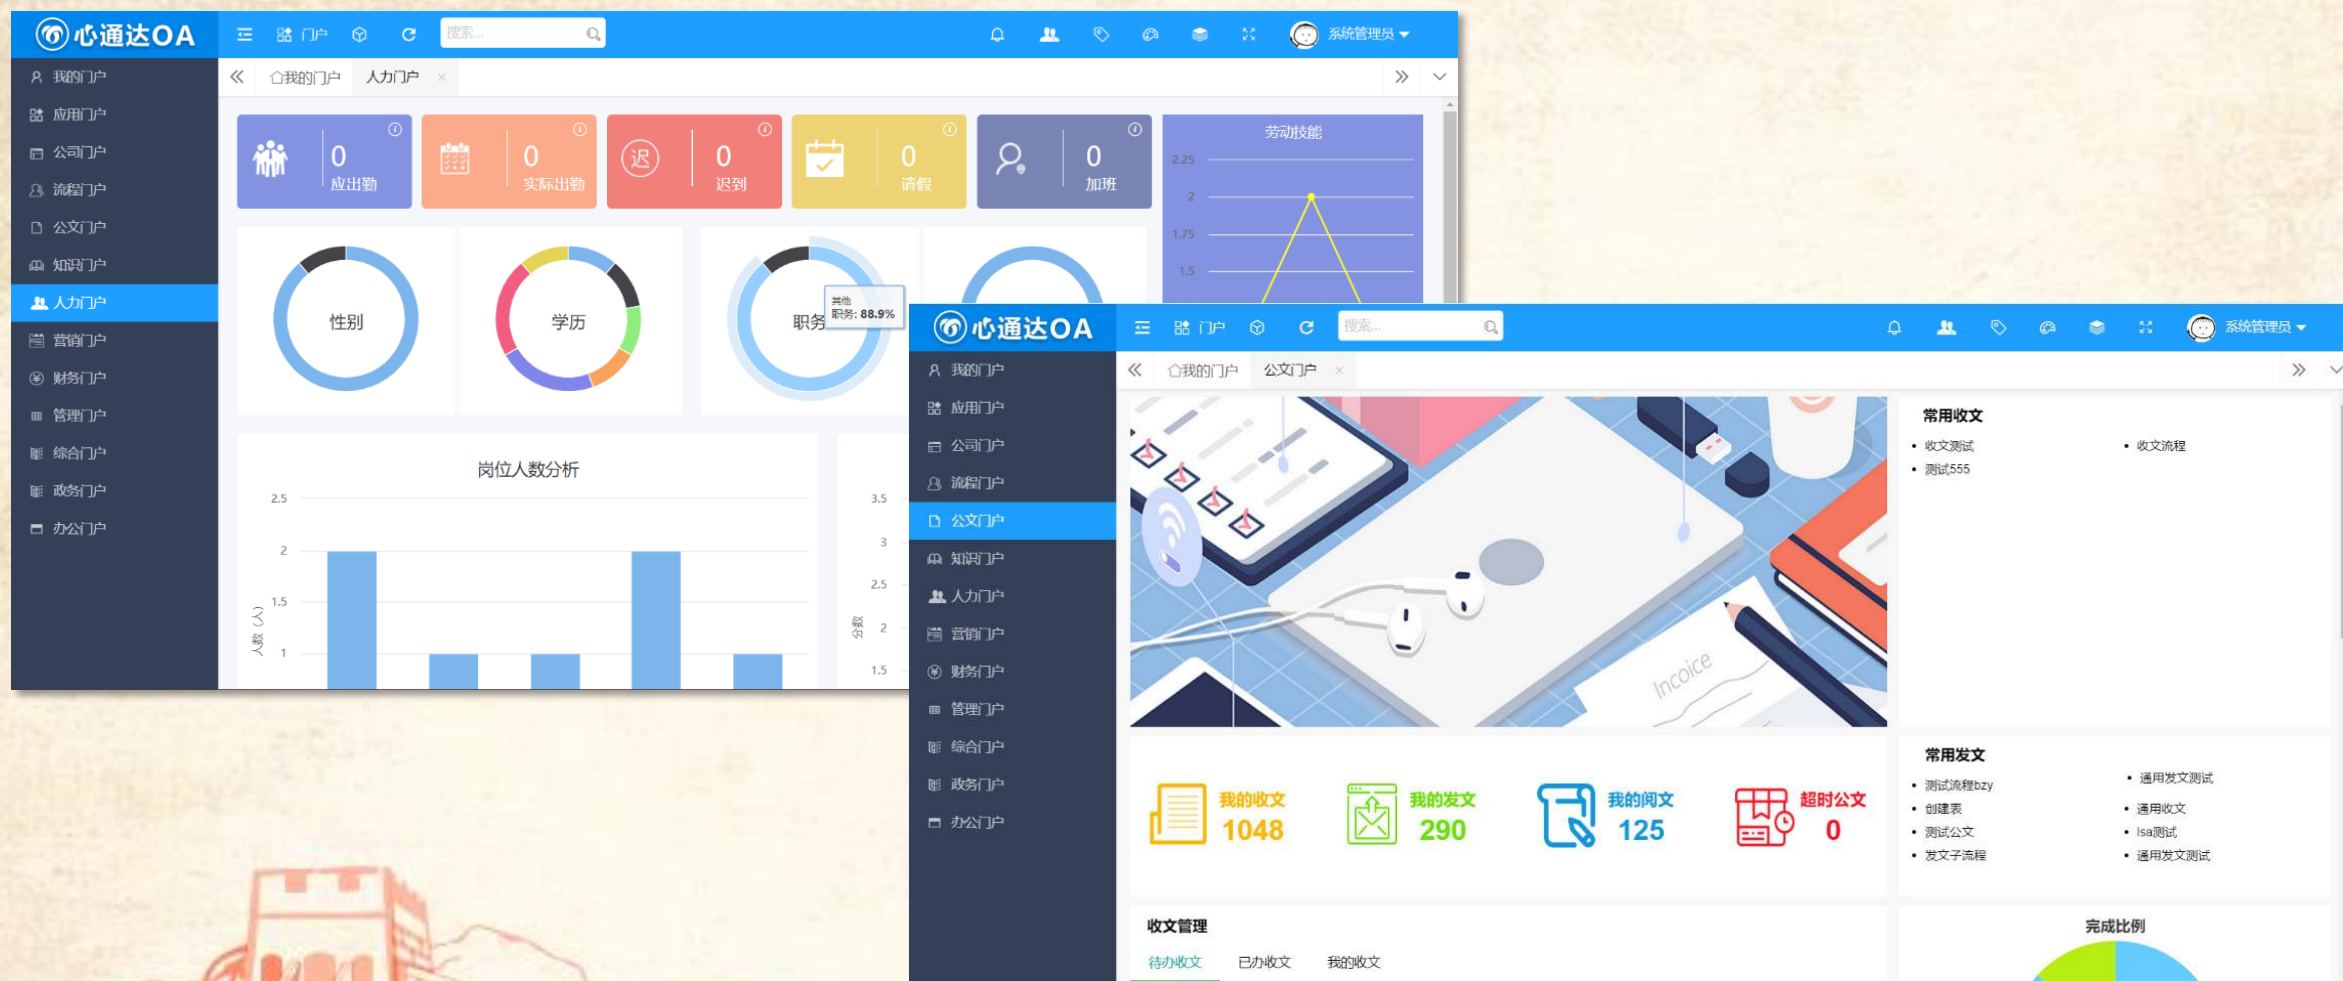 心通达OA
门户
搜索...
系统管理员
我的门户
应用门户
公司门户
流程门户
公文门户
知识门户
人力门户
营销门户
财务门户
管理门户
综合门户
政务门户
办公门户
我的门户
人力门户
0
应出勤
0
实际出勤
迟
0
迟到
0
请假
0
加班
劳动技能
2.25
2
1.75
1.5
性别
学历
职务
其他
职务: 88.9%
岗位人数分析
2.5
2
1.5
1
人数（人）
3.5
3
2.5
2
1.5
分数
心通达OA
门户
搜索...
系统管理员
我的门户
应用门户
公司门户
流程门户
公文门户
知识门户
人力门户
营销门户
财务门户
管理门户
综合门户
政务门户
办公门户
我的门户
公文门户
Incoice
常用收文
收文测试
收文流程
测试555
我的收文
1048
我的发文
290
我的阅文
125
超时公文
0
常用发文
测试流程bzy
通用发文测试
创建表
通用收文
测试公文
lsa测试
发文子流程
通用发文测试
收文管理
待办收文
已办收文
我的收文
完成比例